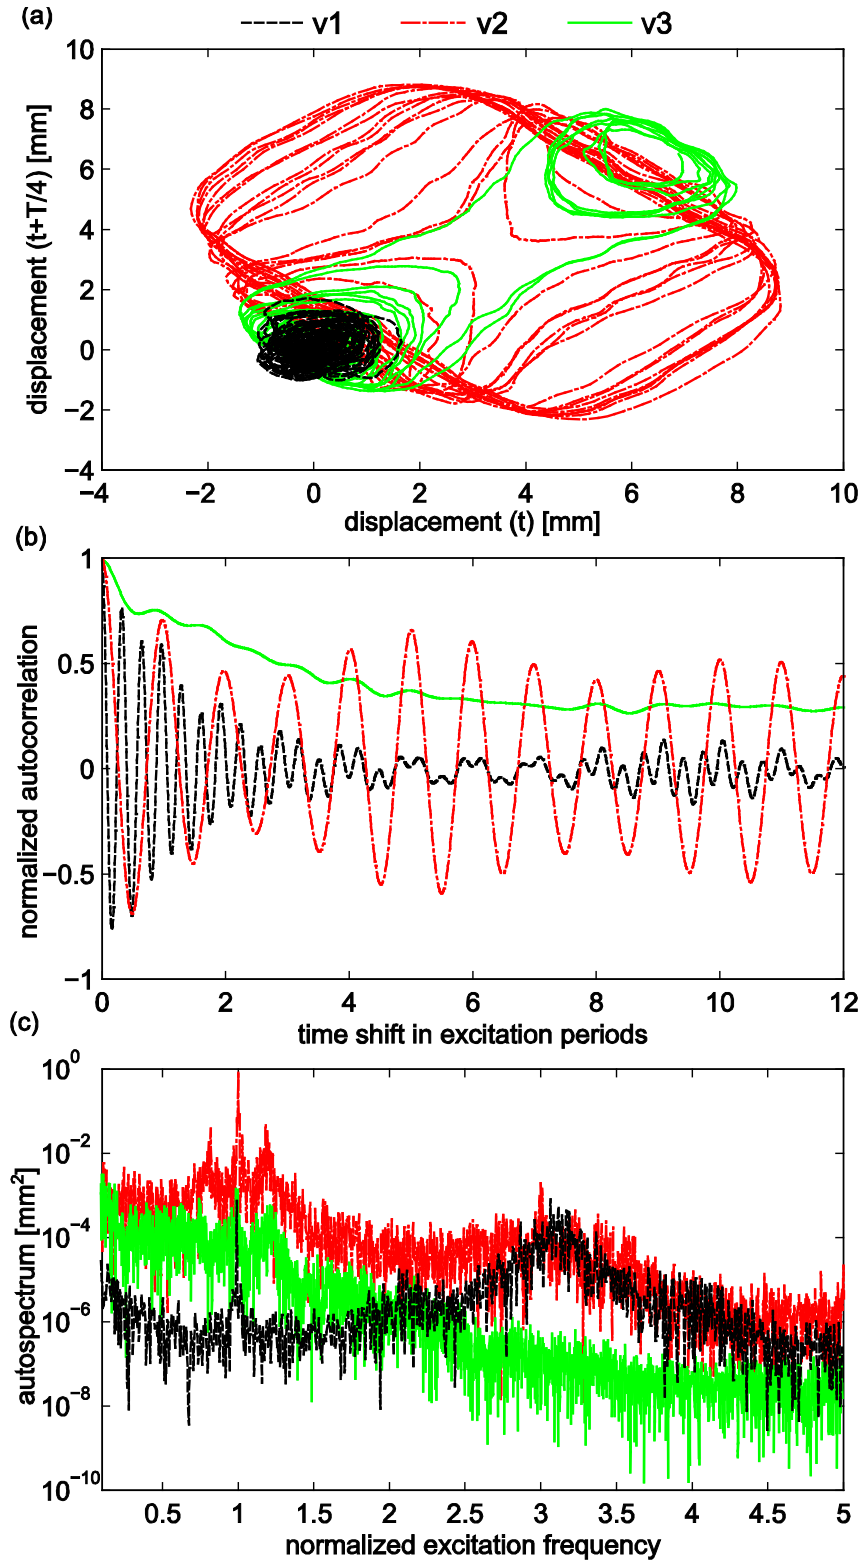 (a) v1 v2 v3
10
8
6
4
2
0
−2
−4
displacement (t+T/4) [mm]
−4 −2 0 2 4 6 8 10
displacement (t) [mm]
(b)
1
0.5
0
−0.5
−1
normalized autocorrelation
0 2 4 6 8 10 12
time shift in excitation periods
(c)
10^0
10^−2
10^−4
10^−6
10^−8
10^−10
autospectrum [mm²]
0.5 1 1.5 2 2.5 3 3.5 4 4.5 5
normalized excitation frequency